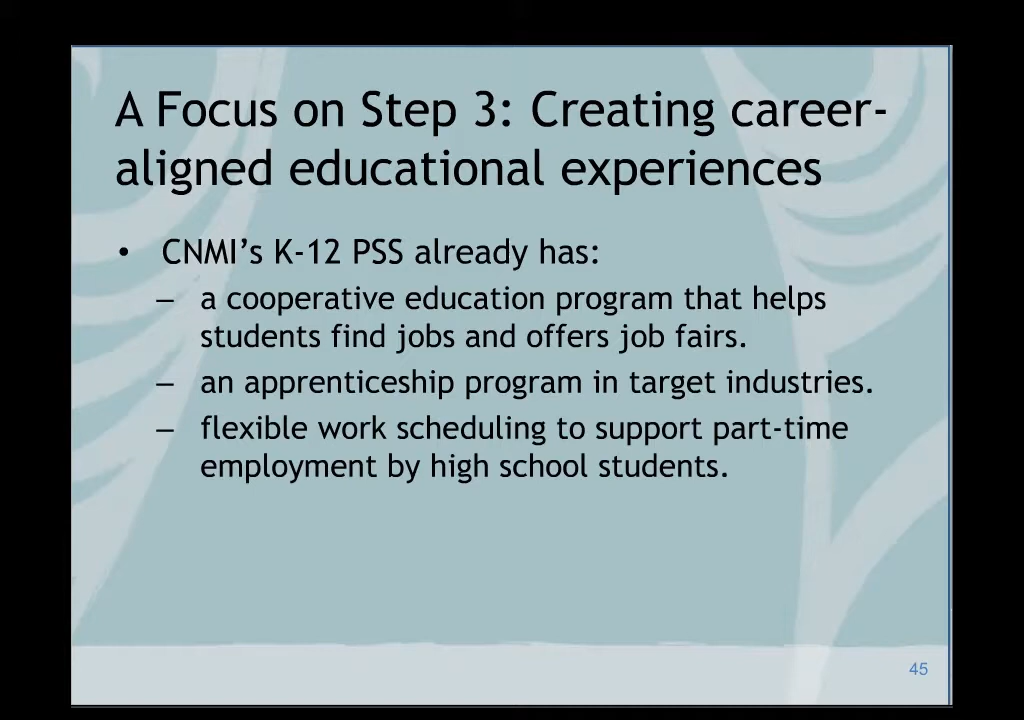 A Focus on Step 3: Creating career-
aligned educational experiences
• CNMI’s K-12 PSS already has:
– a cooperative education program that helps
students find jobs and offers job fairs.
– an apprenticeship program in target industries.
– flexible work scheduling to support part-time
employment by high school students.
45